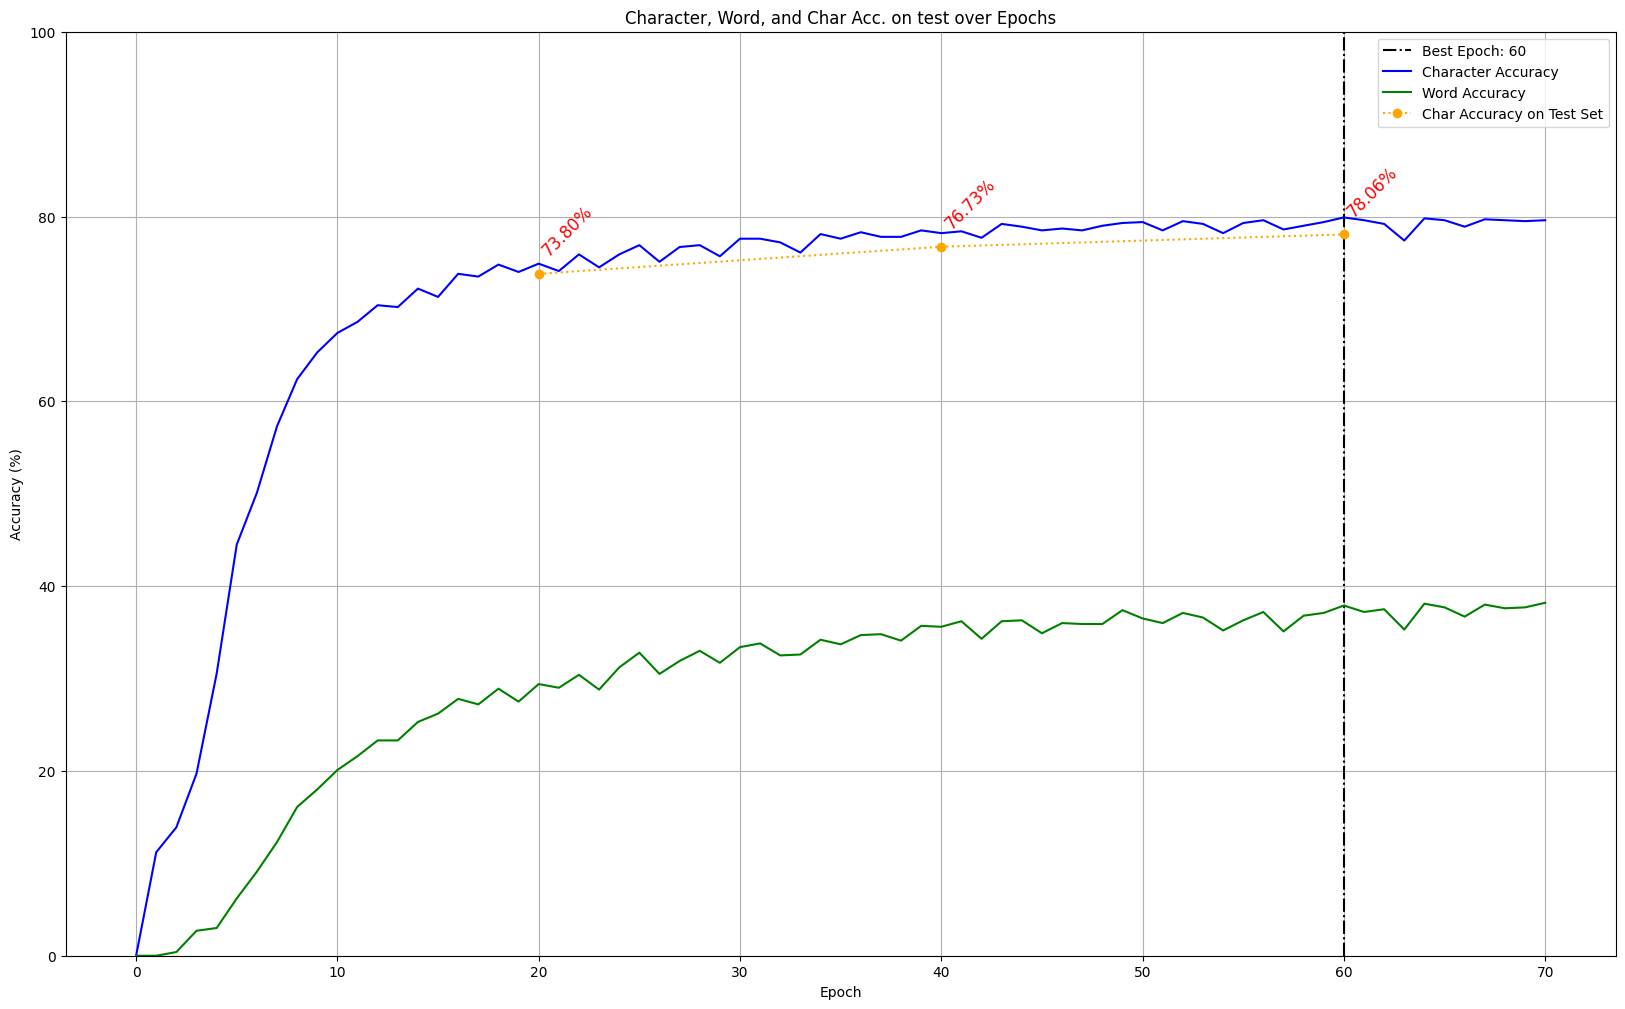 Character, Word, and Char Acc. on test over Epochs
Best Epoch: 60
Character Accuracy
Word Accuracy
Char Accuracy on Test Set
73.80%
76.73%
78.06%
Accuracy (%)
100
80
60
40
20
0
0 10 20 30 40 50 60 70
Epoch